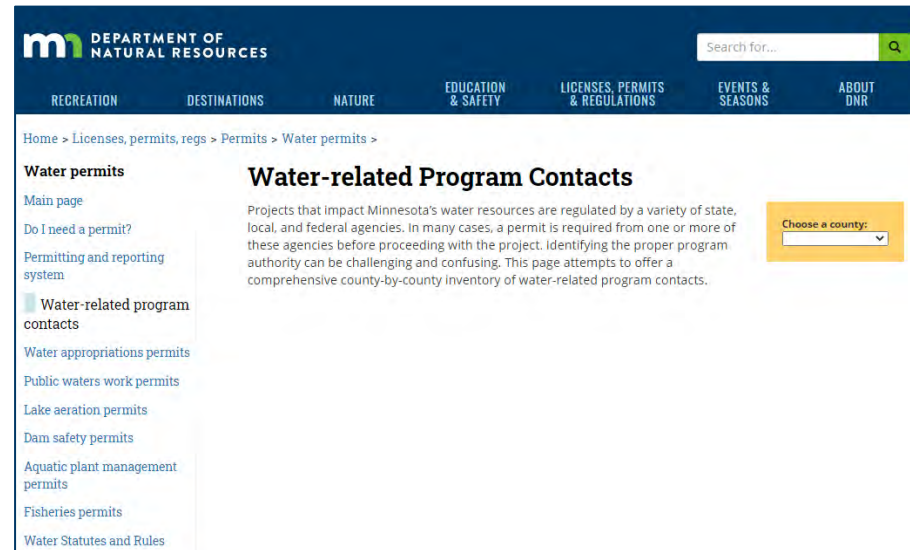 DEPARTMENT OF
NATURAL RESOURCES
Search for...
RECREATION
DESTINATIONS
NATURE
EDUCATION
& SAFETY
LICENSES, PERMITS
& REGULATIONS
EVENTS &
SEASONS
ABOUT
DNR
Home > Licenses, permits, regs > Permits > Water permits >
Water permits
Main page
Do I need a permit?
Permitting and reporting
system
Water-related program
contacts
Water appropriations permits
Public waters work permits
Lake aeration permits
Dam safety permits
Aquatic plant management
permits
Fisheries permits
Water Statutes and Rules
Water-related Program Contacts
Projects that impact Minnesota's water resources are regulated by a variety of state,
local, and federal agencies. In many cases, a permit is required from one or more of
these agencies before proceeding with the project. Identifying the proper program
authority can be challenging and confusing. This page attempts to offer a
comprehensive county-by-county inventory of water-related program contacts.
Choose a county: